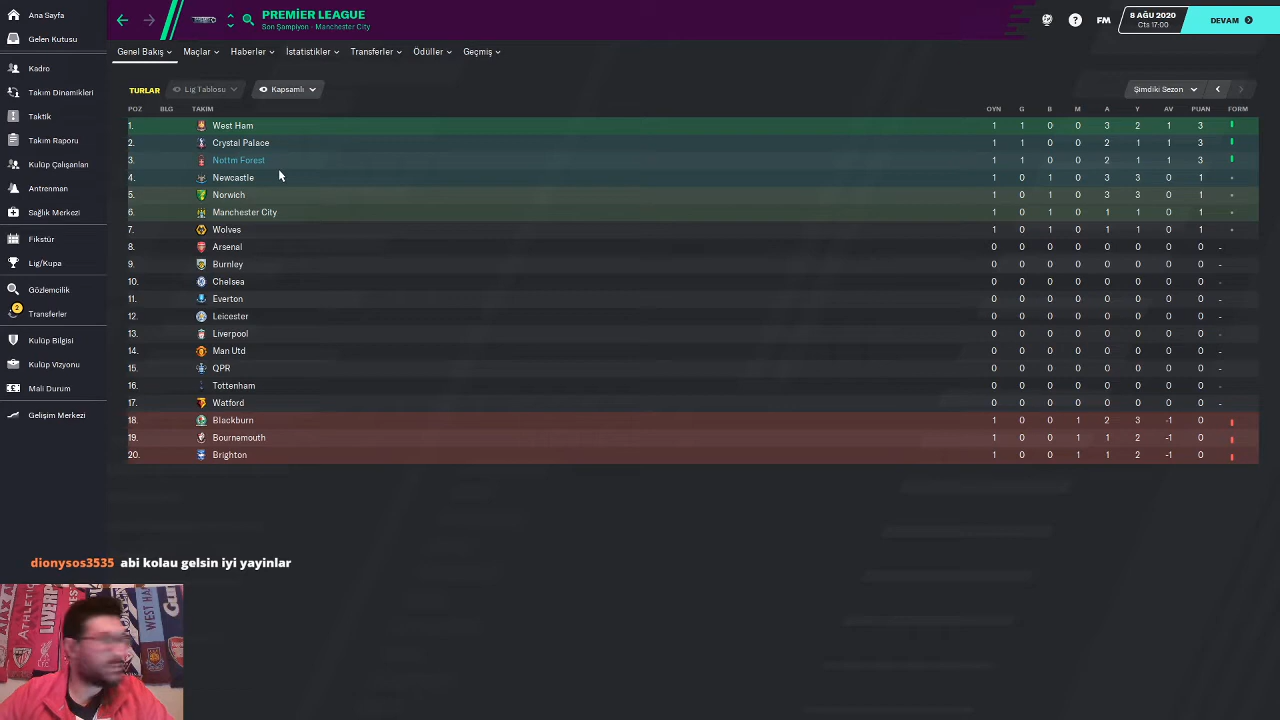 Ana Sayfa
Gelen Kutusu
Kadro
Takım Dinamikleri
Taktik
Takım Raporu
Kulüp Çalışanları
Antrenman
Sağlık Merkezi
Fikstür
Lig/Kupa
Gözlemcilik
2
Transferler
Kulüp Bilgisi
Kulüp Vizyonu
Mali Durum
Gelişim Merkezi
PREMİER LEAGUE
Son Şampiyon - Manchester City
? FM
8 AĞU 2020
Cts 17:00
DEVAM
Genel Bakış Maçlar Haberler İstatistikler Transferler Ödüller Geçmiş
TURLAR Lig Tablosu Kapsamlı Şimdiki Sezon
POZ BLG TAKIM OYN G B M A Y AV PUAN FORM
1. West Ham 1 1 0 0 3 2 1 3
2. Crystal Palace 1 1 0 0 2 1 1 3
3. Nottm Forest 1 1 0 0 2 1 1 3
4. Newcastle 1 0 1 0 3 3 0 1
5. Norwich 1 0 1 0 3 3 0 1
6. Manchester City 1 0 1 0 1 1 0 1
7. Wolves 1 0 1 0 1 1 0 1
8. Arsenal 0 0 0 0 0 0 0 0 -
9. Burnley 0 0 0 0 0 0 0 0 -
10. Chelsea 0 0 0 0 0 0 0 0 -
11. Everton 0 0 0 0 0 0 0 0 -
12. Leicester 0 0 0 0 0 0 0 0 -
13. Liverpool 0 0 0 0 0 0 0 0 -
14. Man Utd 0 0 0 0 0 0 0 0 -
15. QPR 0 0 0 0 0 0 0 0 -
16. Tottenham 0 0 0 0 0 0 0 0 -
17. Watford 0 0 0 0 0 0 0 0 -
18. Blackburn 1 0 0 1 2 3 -1 0
19. Bournemouth 1 0 0 1 1 2 -1 0
20. Brighton 1 0 0 1 1 2 -1 0
dionysos3535 abi kolau gelsin iyi yayinlar
ATHLETIC
LIVERPOOL
WEST HAM